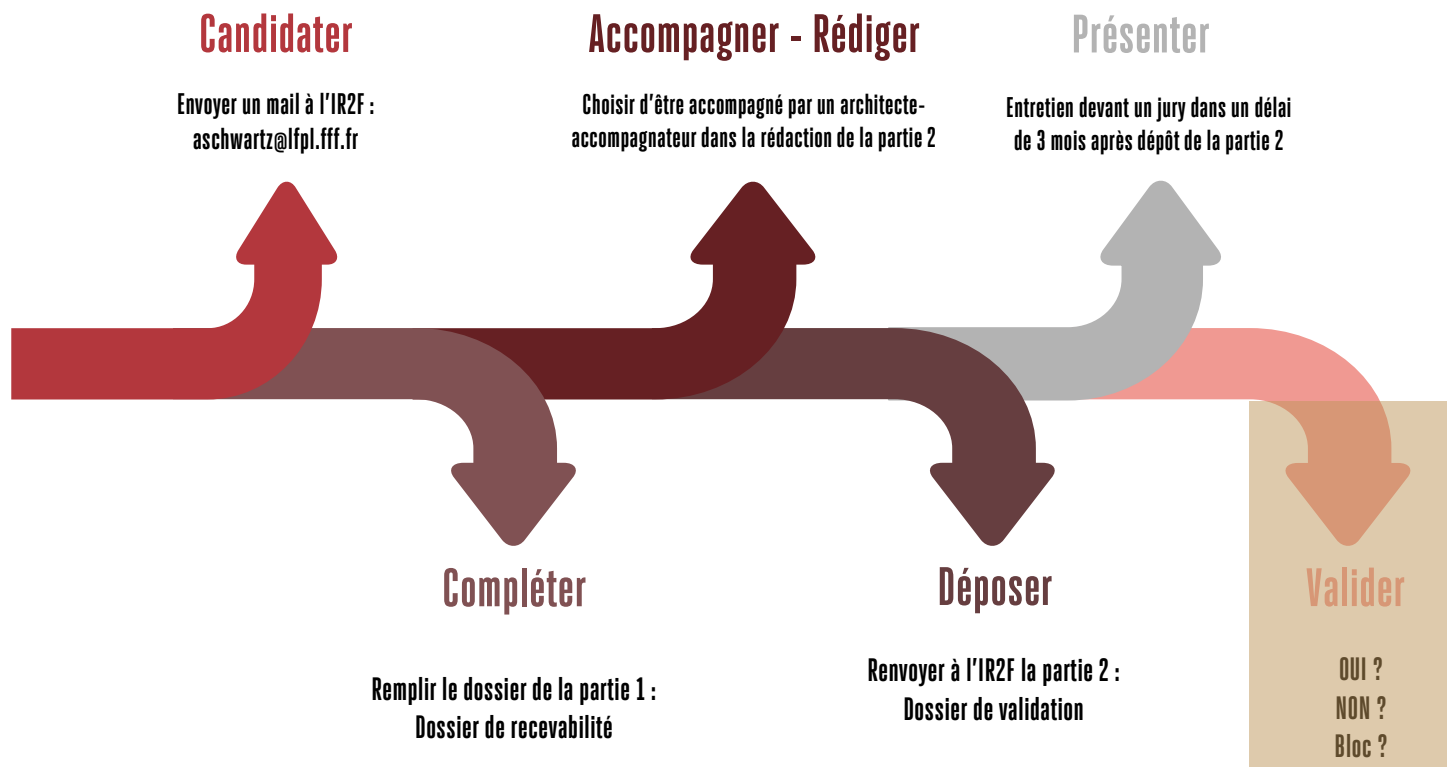 Candidater
Envoyer un mail à l'IR2F :
aschwartz@lfpl.fff.fr
Accompagner - Rédiger
Choisir d'être accompagné par un architecte-
accompagnateur dans la rédaction de la partie 2
Présenter
Entretien devant un jury dans un délai
de 3 mois après dépôt de la partie 2
Compléter
Remplir le dossier de la partie 1 :
Dossier de recevabilité
Déposer
Renvoyer à l'IR2F la partie 2 :
Dossier de validation
Valider
OUI ?
NON ?
Bloc ?